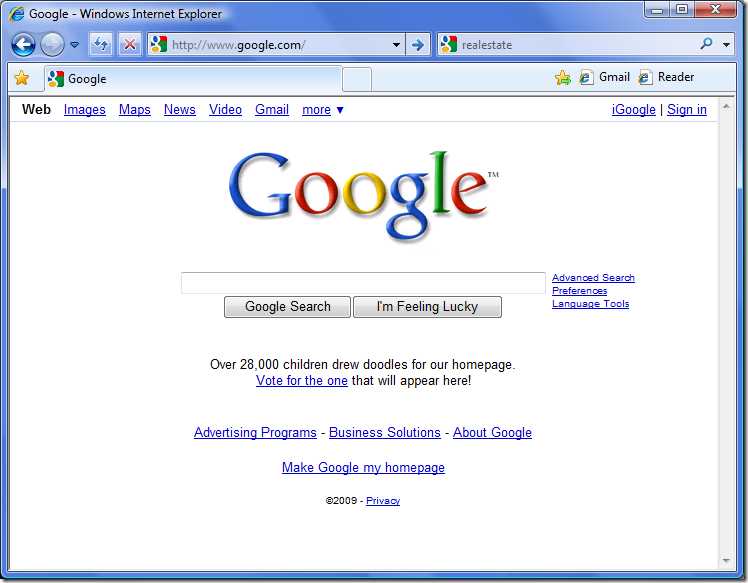 Google - Windows Internet Explorer
http://www.google.com/ realestate
Google Gmail Reader
Web Images Maps News Video Gmail more ▼ iGoogle | Sign in
Google™
Advanced Search
Preferences
Language Tools
Google Search I'm Feeling Lucky
Over 28,000 children drew doodles for our homepage.
Vote for the one that will appear here!
Advertising Programs - Business Solutions - About Google
Make Google my homepage
©2009 - Privacy